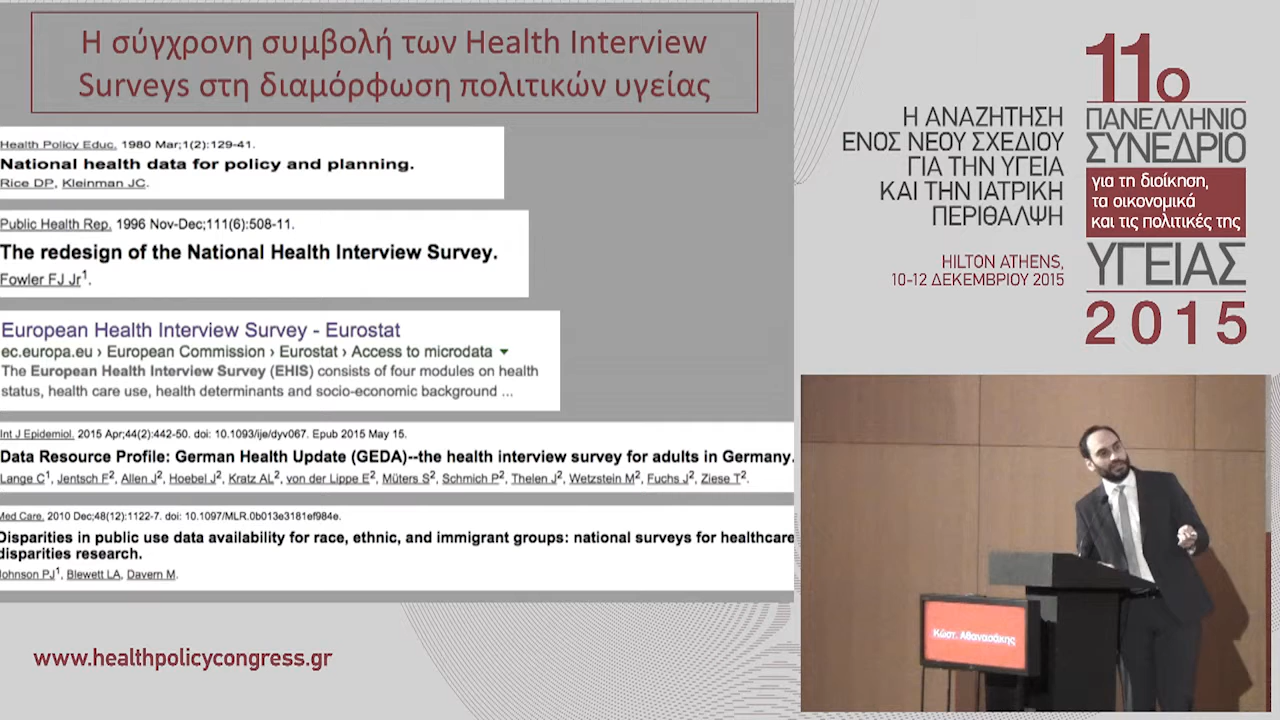 Η σύγχρονη συμβολή των Health Interview
Surveys στη διαμόρφωση πολιτικών υγείας
Health Policy Educ. 1980 Mar;1(2):129-41.
National health data for policy and planning.
Rice DP, Kleinman JC.
Public Health Rep. 1996 Nov-Dec;111(6):508-11.
The redesign of the National Health Interview Survey.
Fowler FJ Jr1.
European Health Interview Survey - Eurostat
ec.europa.eu › European Commission › Eurostat › Access to microdata
The European Health Interview Survey (EHIS) consists of four modules on health
status, health care use, health determinants and socio-economic background ...
Int J Epidemiol. 2015 Apr;44(2):442-50. doi: 10.1093/ije/dyv067. Epub 2015 May 15.
Data Resource Profile: German Health Update (GEDA)--the health interview survey for adults in Germany.
Lange C1, Jentsch F2, Allen J2, Hoebel J2, Kratz AL2, von der Lippe E2, Müters S2, Schmich P2, Thelen J2, Wetzstein M2, Fuchs J2, Ziese T2.
Med Care. 2010 Dec;48(12):1122-7. doi: 10.1097/MLR.0b013e3181ef984e.
Disparities in public use data availability for race, ethnic, and immigrant groups: national surveys for healthcare
disparities research.
Johnson PJ1, Blewett LA, Davern M.
www.healthpolicycongress.gr
Η ΑΝΑΖΗΤΗΣΗ
ΕΝΟΣ ΝΕΟΥ ΣΧΕΔΙΟΥ
ΓΙΑ ΤΗΝ ΥΓΕΙΑ
ΚΑΙ ΤΗΝ ΙΑΤΡΙΚΗ
ΠΕΡΙΘΑΛΨΗ
HILTON ATHENS,
10-12 ΔΕΚΕΜΒΡΙΟΥ 2015
11ο
ΠΑΝΕΛΛΗΝΙΟ
ΣΥΝΕΔΡΙΟ
για τη διοίκηση,
τα οικονομικά
και τις πολιτικές της
ΥΓΕΙΑΣ
2015
Κώστ. Αθανασάκης